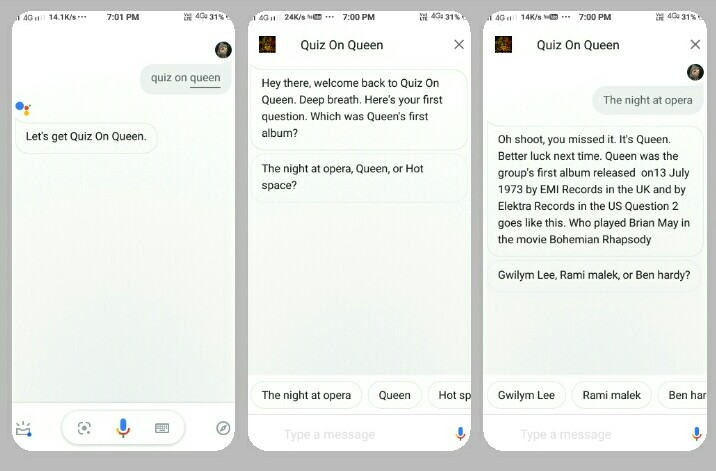 4G 14.1K/s ··· 7:01 PM 4G 31%
quiz on queen
Let's get Quiz On Queen.
4G 24K/s ··· 7:00 PM 4G 31%
Quiz On Queen
Hey there, welcome back to Quiz On
Queen. Deep breath. Here's your first
question. Which was Queen's first
album?
The night at opera, Queen, or Hot
space?
The night at opera
Queen
Hot sp
Type a message
4G 14K/s ··· 7:00 PM 4G 31%
Quiz On Queen
The night at opera
Oh shoot, you missed it. It's Queen.
Better luck next time. Queen was the
group's first album released on13 July
1973 by EMI Records in the UK and by
Elektra Records in the US Question 2
goes like this. Who played Brian May in
the movie Bohemian Rhapsody
Gwilym Lee, Rami malek, or Ben hardy?
Gwilym Lee
Rami malek
Ben har
Type a message